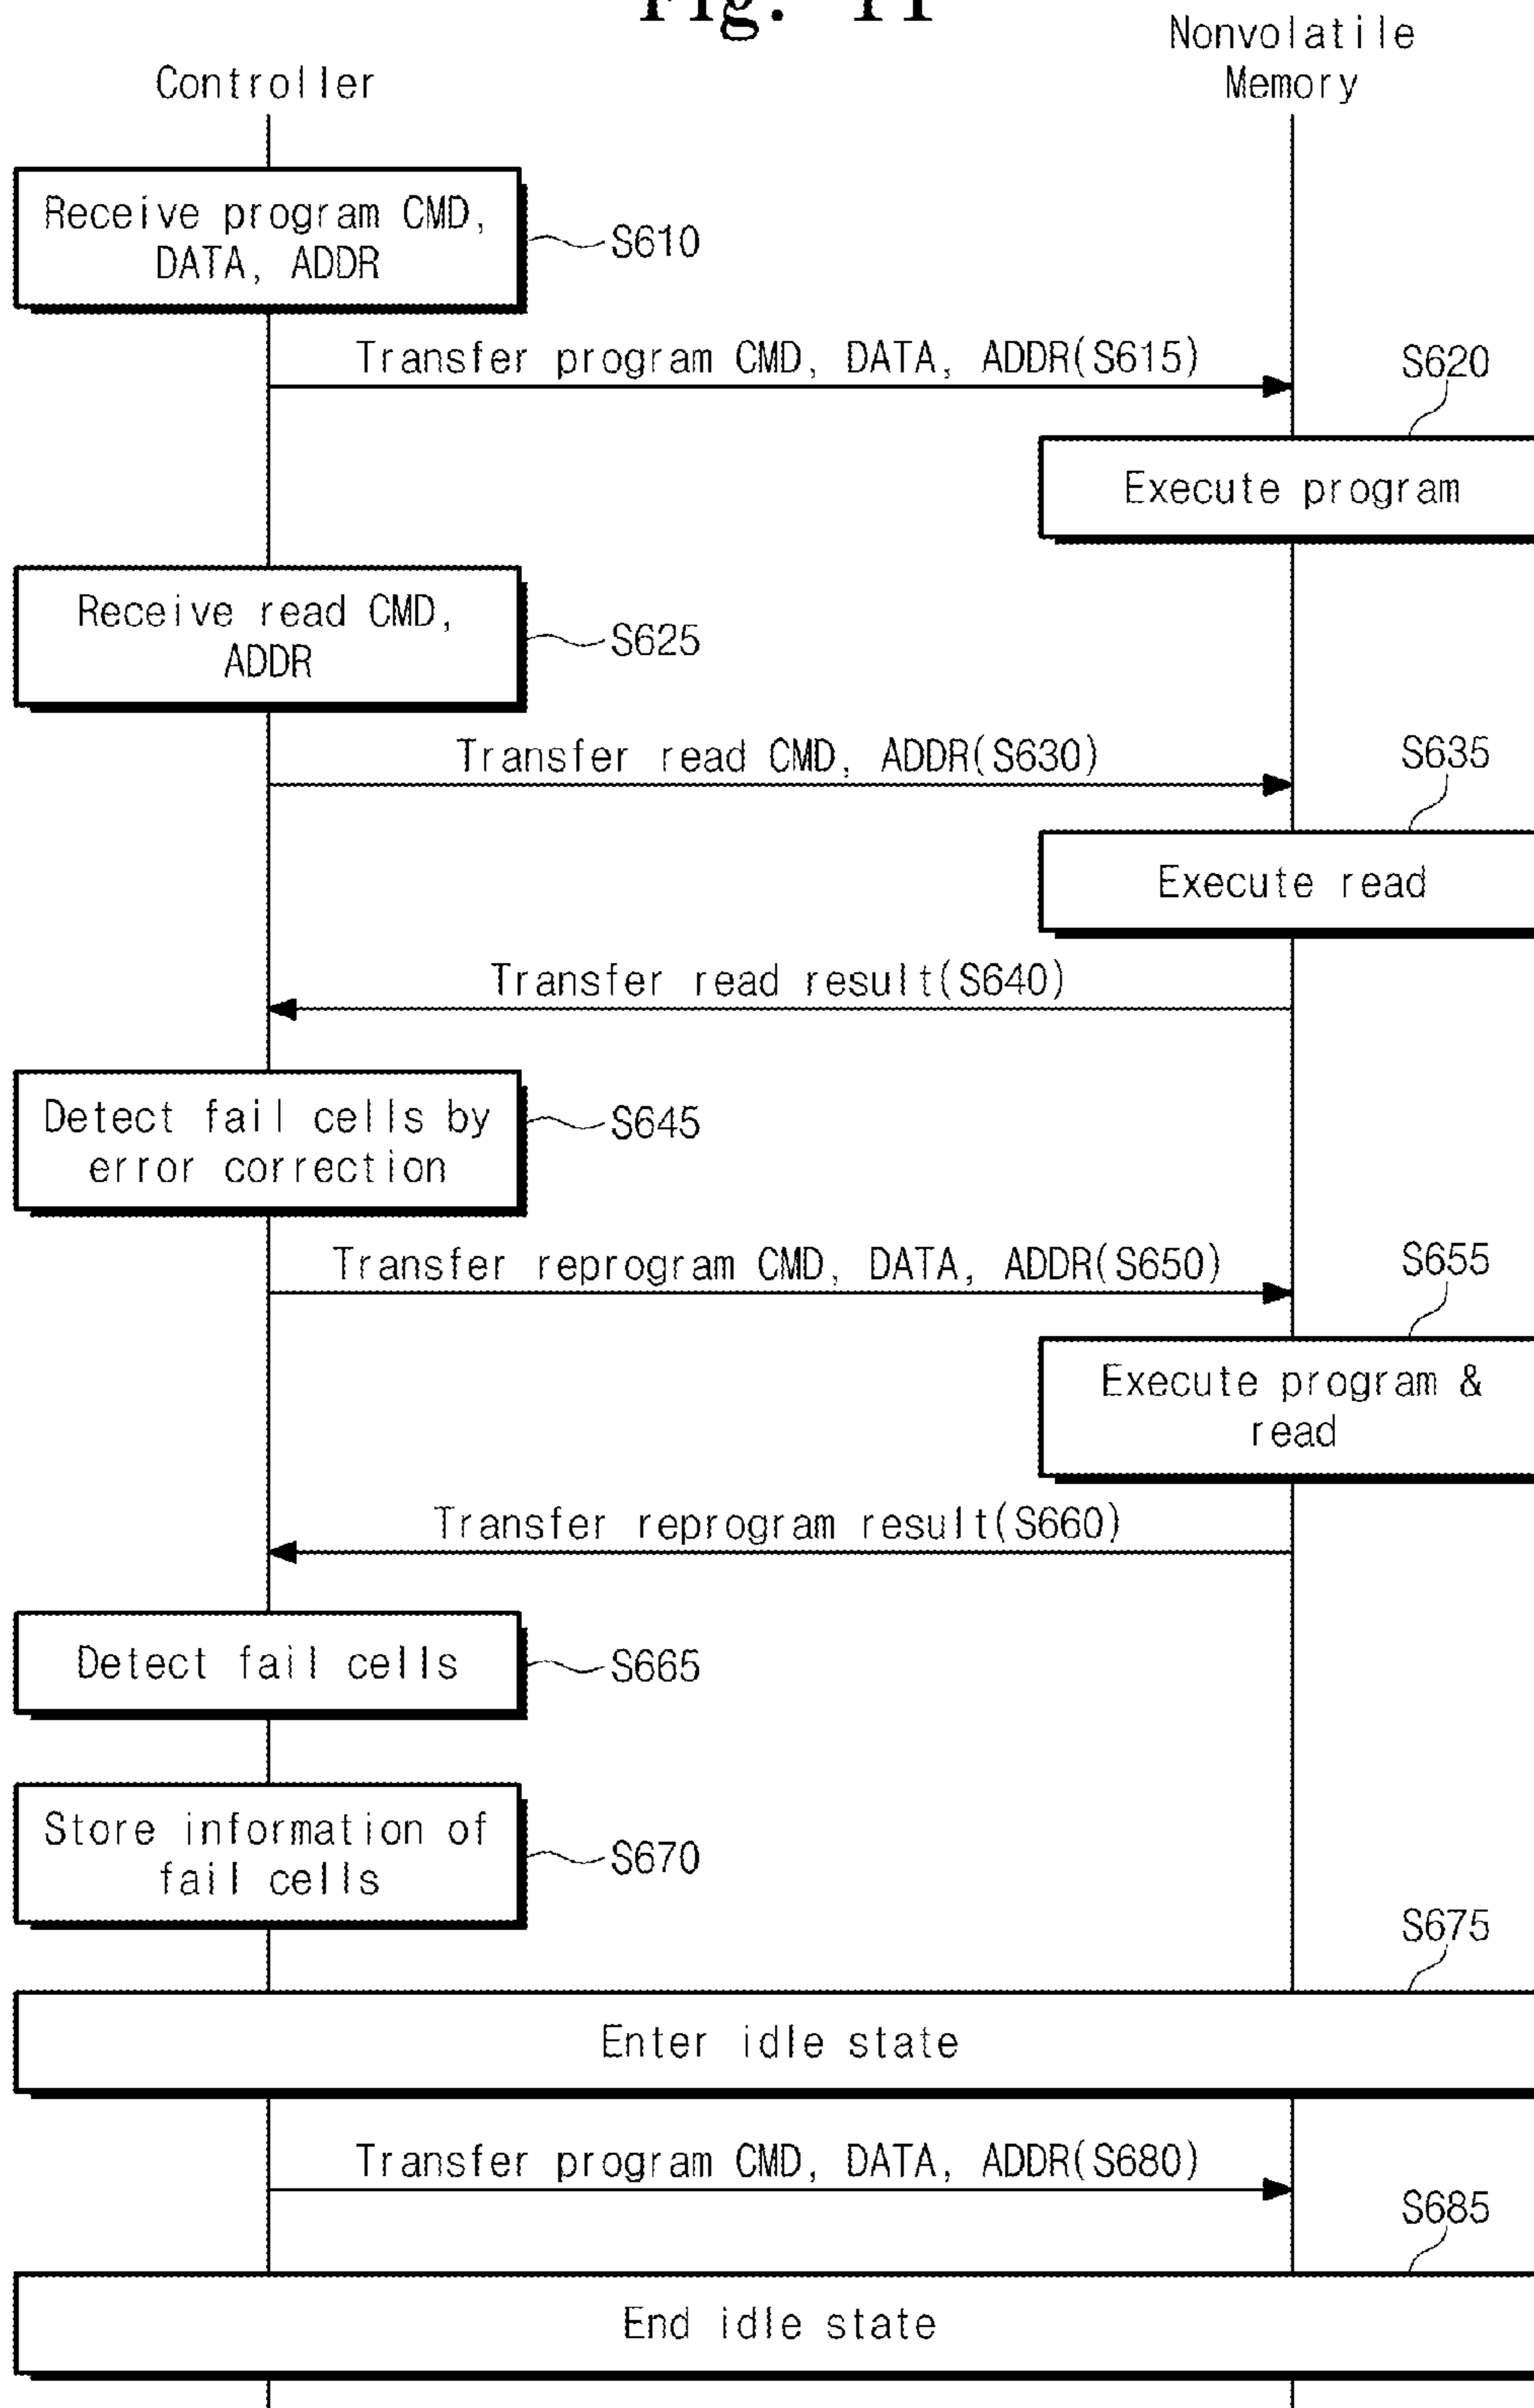 Fig. 11
Controller
Nonvolatile
Memory
Receive program CMD,
DATA, ADDR
S610
Transfer program CMD, DATA, ADDR(S615)
S620
Execute program
Receive read CMD,
ADDR
S625
Transfer read CMD, ADDR(S630)
S635
Execute read
Transfer read result(S640)
Detect fail cells by
error correction
S645
Transfer reprogram CMD, DATA, ADDR(S650)
S655
Execute program &
read
Transfer reprogram result(S660)
Detect fail cells
S665
Store information of
fail cells
S670
S675
Enter idle state
Transfer program CMD, DATA, ADDR(S680)
S685
End idle state